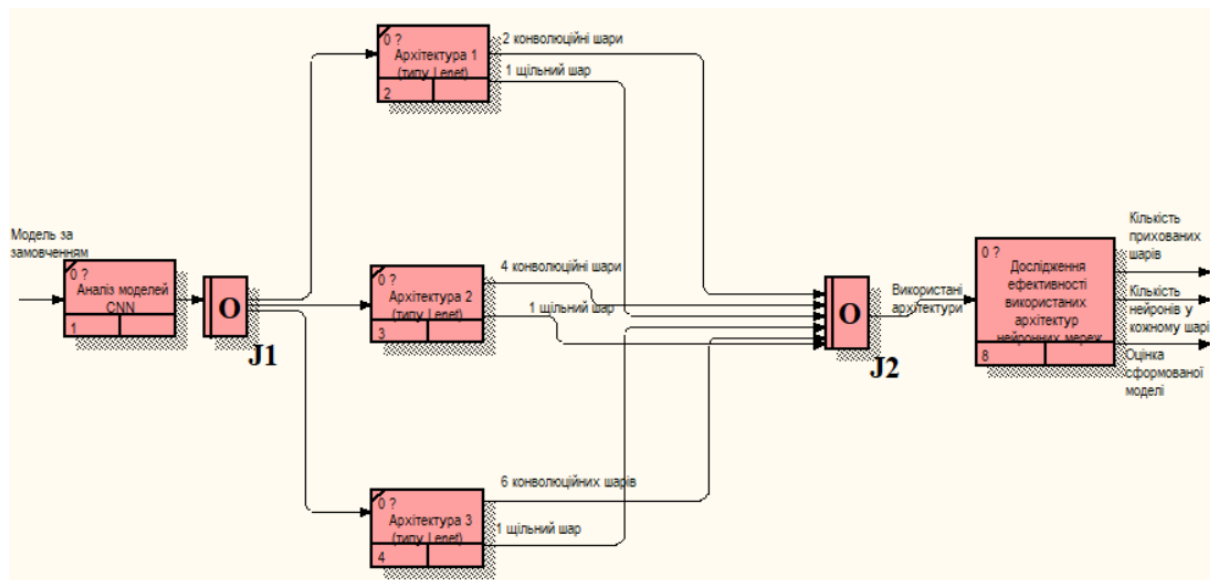 0 ?
Архітектура 1
(типу Lenet)
2
2 конволюційні шари
1 щільний шар
Модель за
замовченням
0 ?
Аналіз моделей
CNN
1
O
J1
0 ?
Архітектура 2
(типу Lenet)
3
4 конволюційні шари
1 щільний шар
O
J2
Використані
архітектури
0 ?
Дослідження
ефективності
використаних
архітектур
нейронних мереж
8
Кількість
прихованих
шарів
Кількість
нейронів у
кожному шарі
Оцінка
сформованої
моделі
0 ?
Архітектура 3
(типу Lenet)
4
6 конволюційних шарів
1 щільний шар